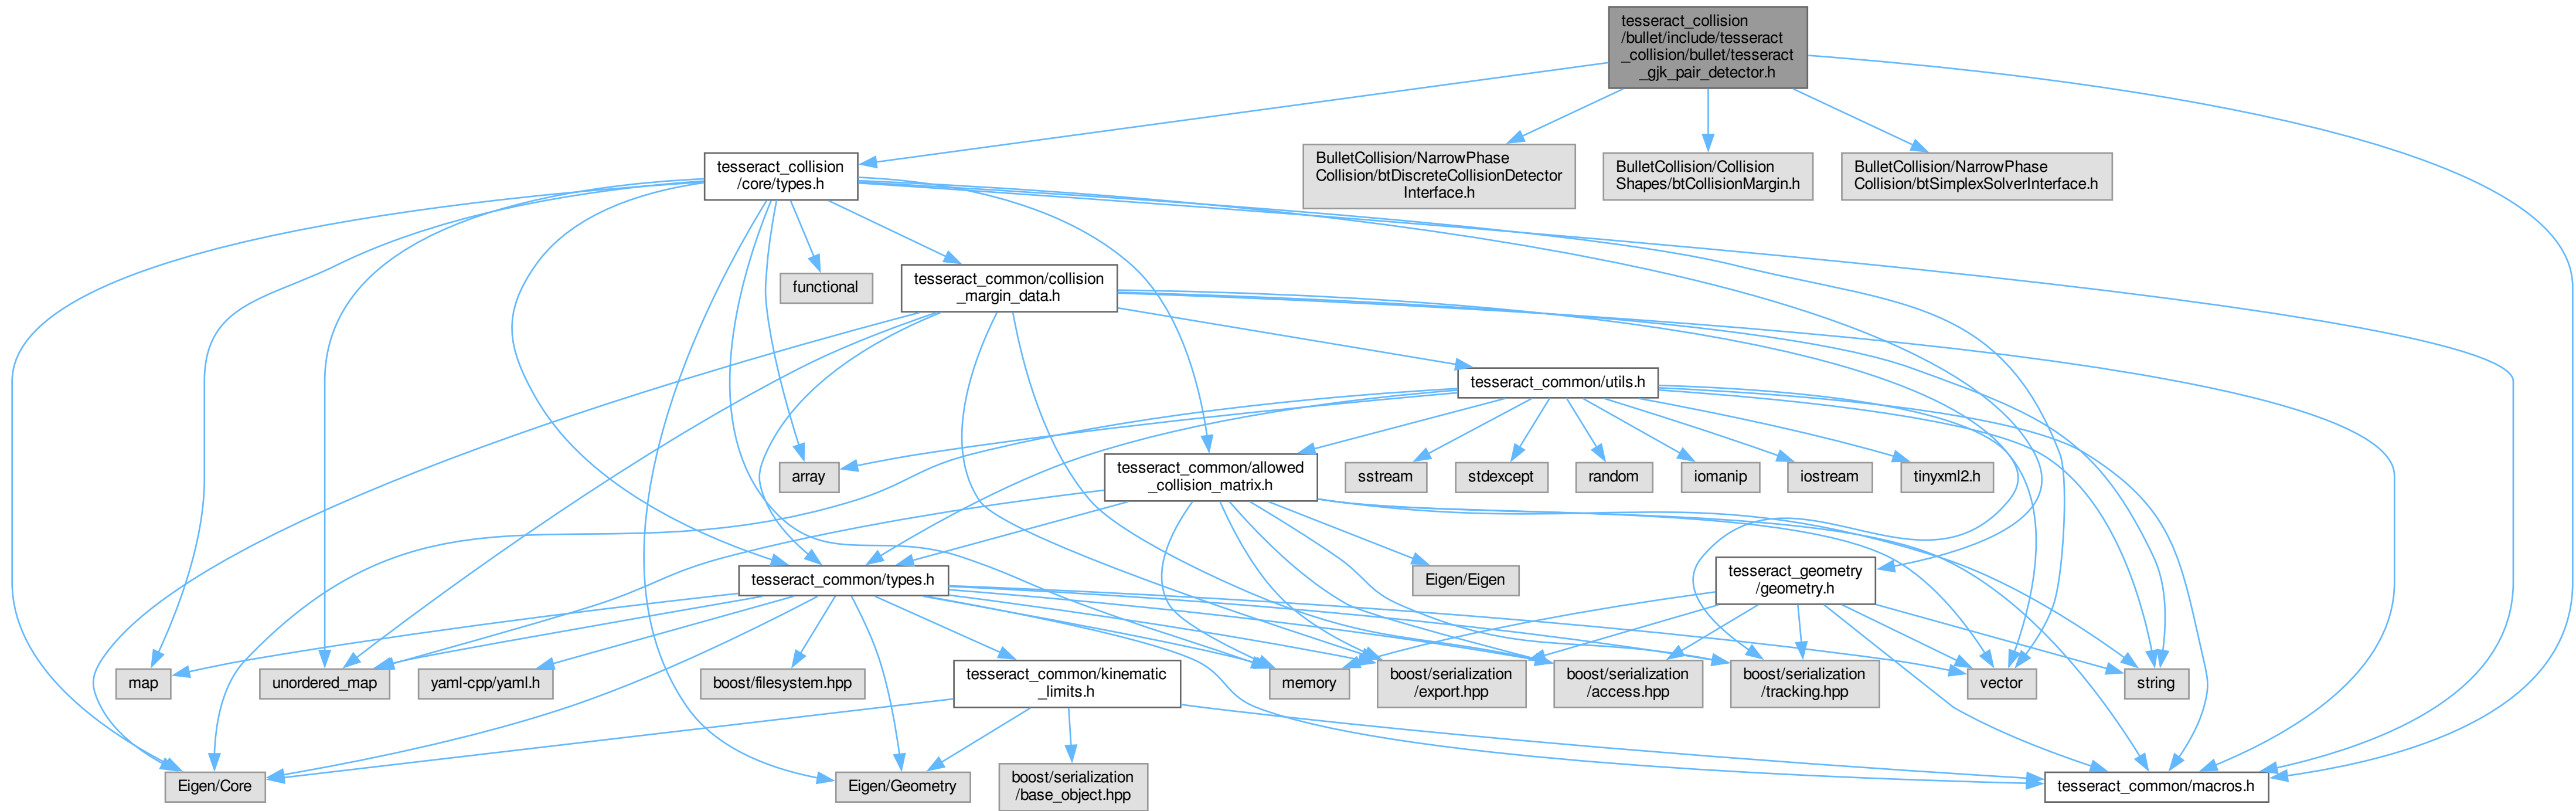 tesseract_collision
/bullet/include/tesseract
_collision/bullet/tesseract
_gjk_pair_detector.h
tesseract_collision
/core/types.h
BulletCollision/NarrowPhase
Collision/btDiscreteCollisionDetector
Interface.h
BulletCollision/Collision
Shapes/btCollisionMargin.h
BulletCollision/NarrowPhase
Collision/btSimplexSolverInterface.h
functional
tesseract_common/collision
_margin_data.h
tesseract_common/utils.h
array
tesseract_common/allowed
_collision_matrix.h
sstream
stdexcept
random
iomanip
iostream
tinyxml2.h
tesseract_common/types.h
Eigen/Eigen
tesseract_geometry
/geometry.h
map
unordered_map
yaml-cpp/yaml.h
boost/filesystem.hpp
tesseract_common/kinematic
_limits.h
memory
boost/serialization
/export.hpp
boost/serialization
/access.hpp
boost/serialization
/tracking.hpp
vector
string
Eigen/Core
Eigen/Geometry
boost/serialization
/base_object.hpp
tesseract_common/macros.h